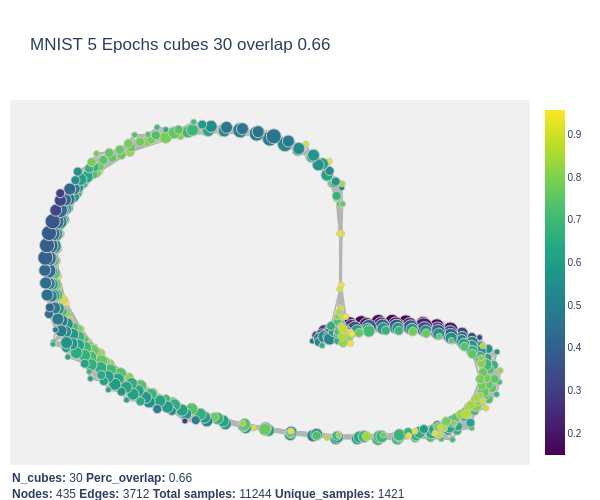 MNIST 5 Epochs cubes 30 overlap 0.66
0.9
0.8
0.7
0.6
0.5
0.4
0.3
0.2
N_cubes: 30 Perc_overlap: 0.66
Nodes: 435 Edges: 3712 Total samples: 11244 Unique_samples: 1421